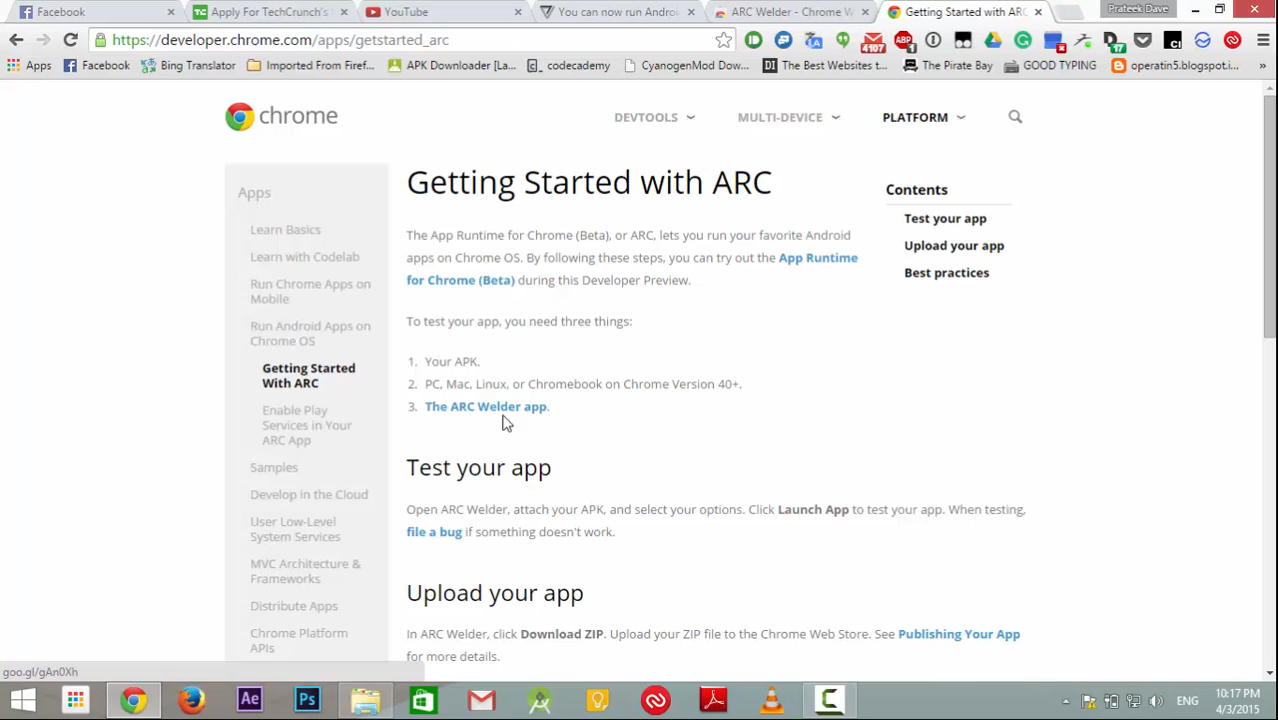 Facebook
Apply For TechCrunch's
YouTube
You can now run Androi
ARC Welder - Chrome W
Getting Started with ARC
Prateek Dave
https://developer.chrome.com/apps/getstarted_arc
4107
ABP
1
17
Apps
Facebook
Bing Translator
Imported From Firef...
APK Downloader [La...
codecademy
CyanogenMod Dow...
The Best Websites t...
The Pirate Bay
GOOD TYPING
operatin5.blogspot.i...
»
chrome
DEVTOOLS
MULTI-DEVICE
PLATFORM
Apps
Learn Basics
Learn with Codelab
Run Chrome Apps on
Mobile
Run Android Apps on
Chrome OS
Getting Started
With ARC
Enable Play
Services in Your
ARC App
Samples
Develop in the Cloud
User Low-Level
System Services
MVC Architecture &
Frameworks
Distribute Apps
Chrome Platform
APIs
Getting Started with ARC
The App Runtime for Chrome (Beta), or ARC, lets you run your favorite Android
apps on Chrome OS. By following these steps, you can try out the App Runtime
for Chrome (Beta) during this Developer Preview.
To test your app, you need three things:
1. Your APK.
2. PC, Mac, Linux, or Chromebook on Chrome Version 40+.
3. The ARC Welder app.
Test your app
Open ARC Welder, attach your APK, and select your options. Click Launch App to test your app. When testing,
file a bug if something doesn't work.
Upload your app
In ARC Welder, click Download ZIP. Upload your ZIP file to the Chrome Web Store. See Publishing Your App
for more details.
Contents
Test your app
Upload your app
Best practices
goo.gl/gAn0Xh
Ae
Ps
ENG
10:17 PM
4/3/2015